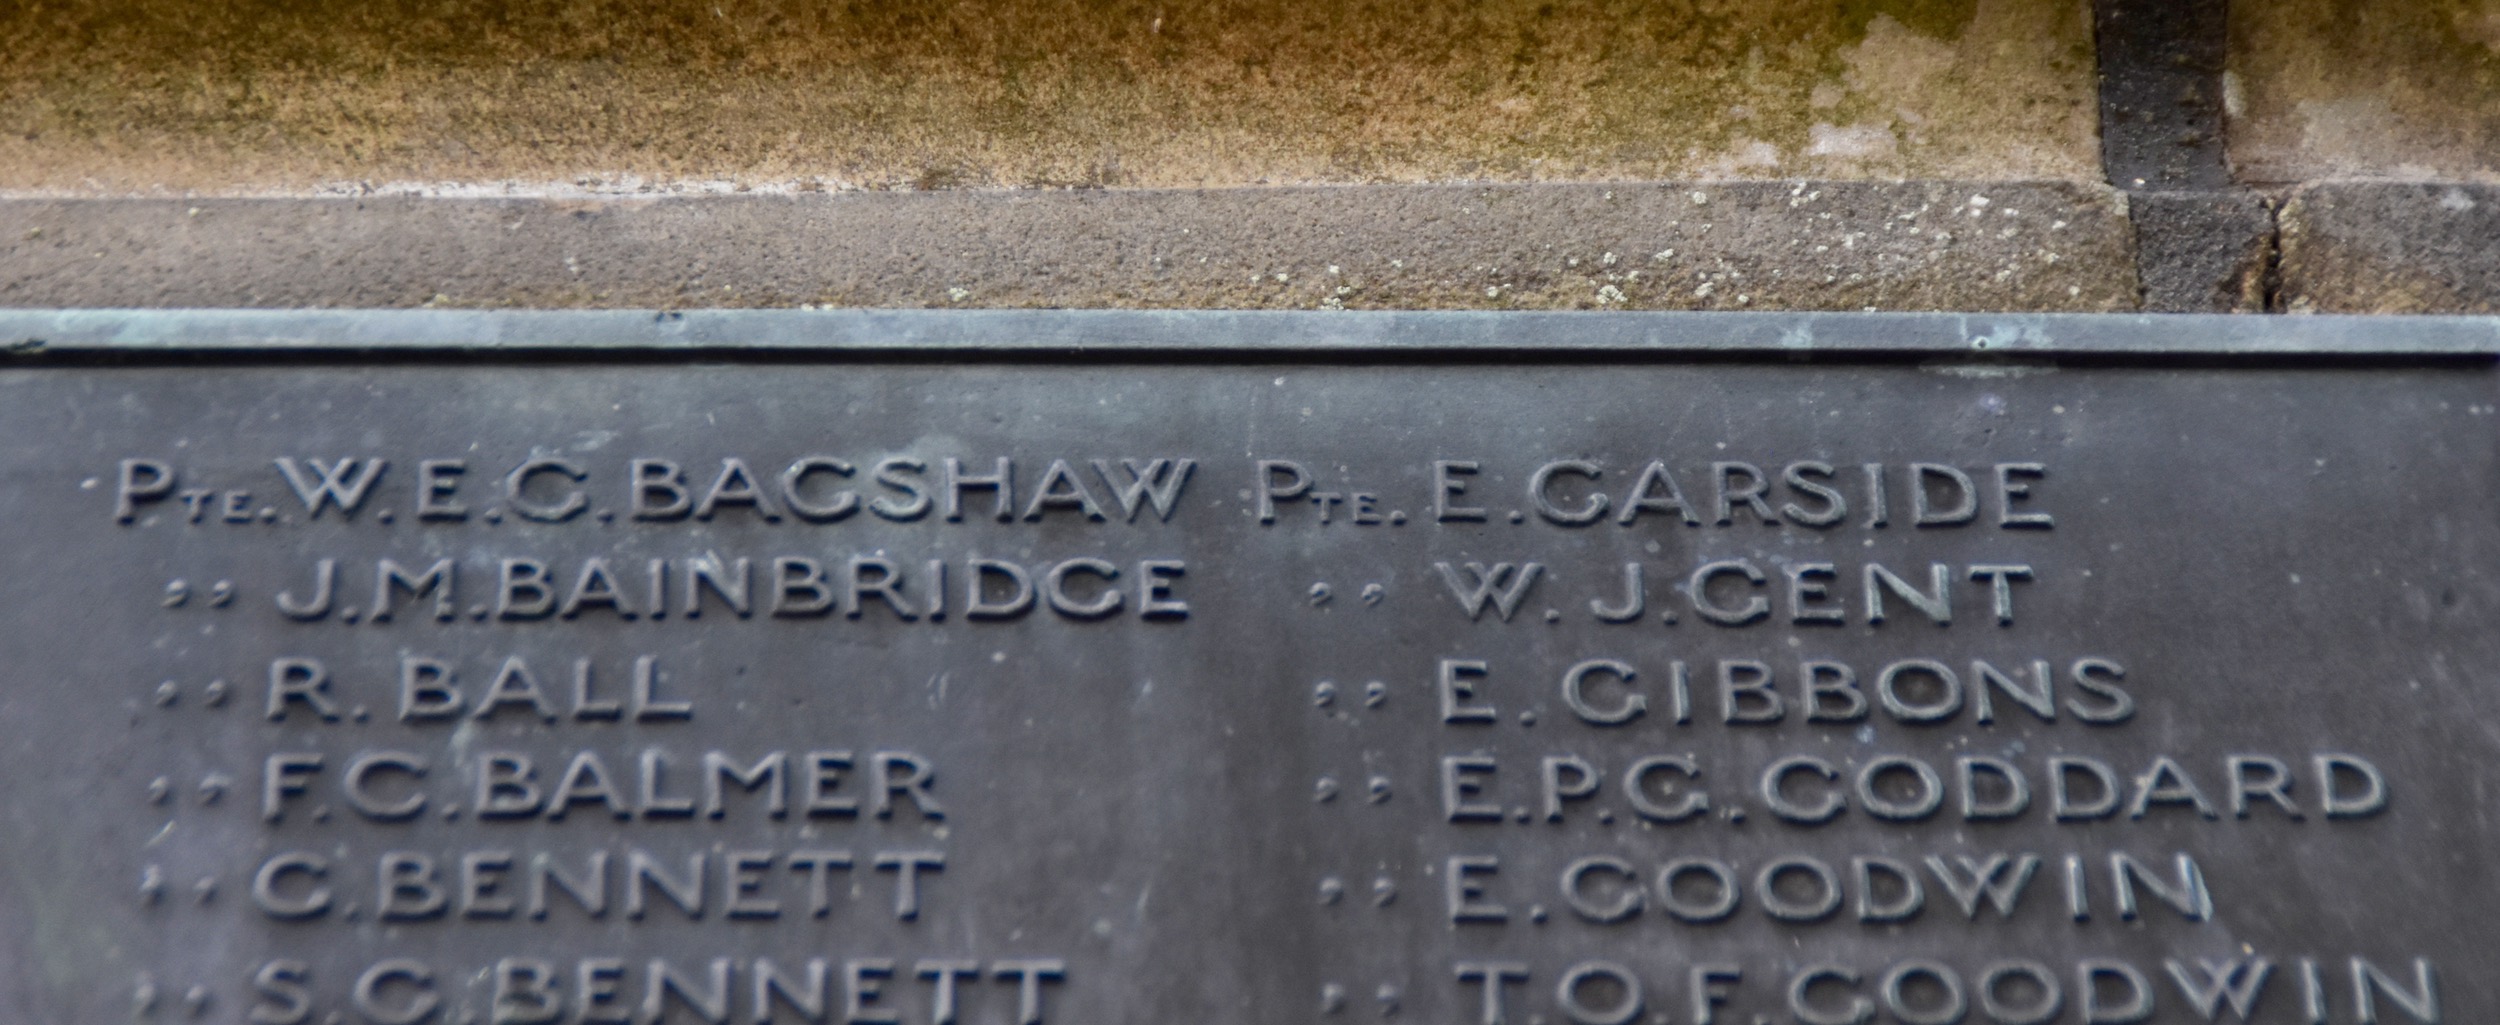 PTE. W.E.G. BAGSHAW
,, J.M. BAINBRIDGE
,, R. BALL
,, F.C. BALMER
,, G. BENNETT
,, S.G. BENNETT
PTE. E. GARSIDE
,, W. J. GENT
,, E. GIBBONS
,, E.P.G. GODDARD
,, E. GOODWIN
,, T.O.F. GOODWIN